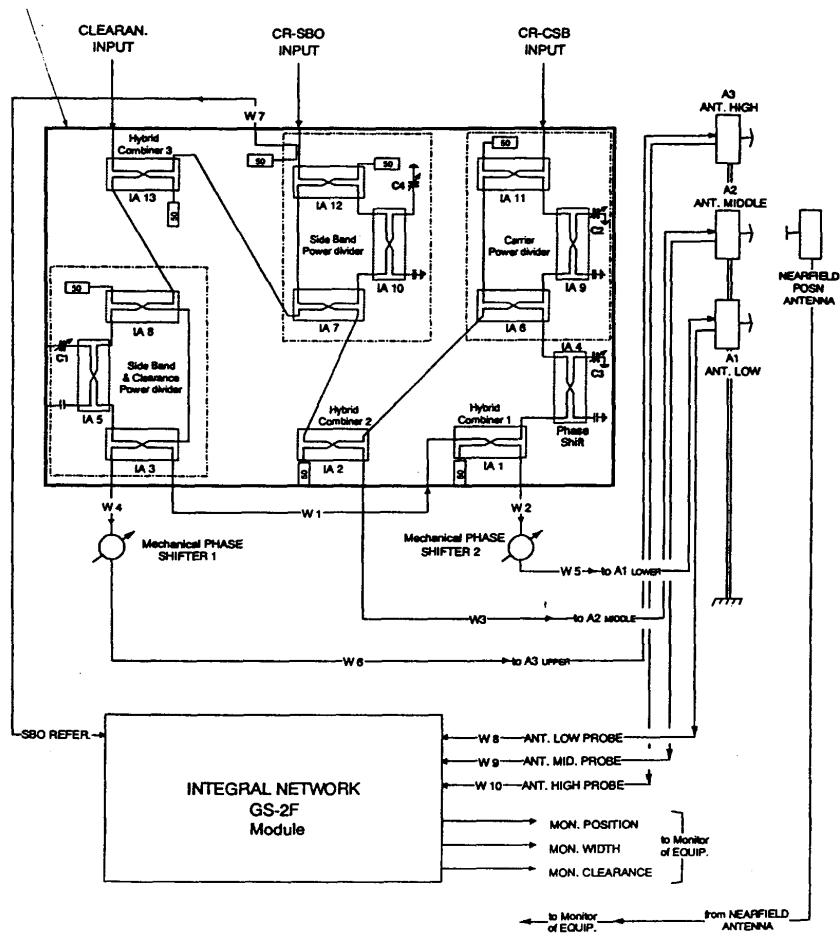 CLEARAN.
INPUT
CR-SBO
INPUT
CR-CSB
INPUT
A3
ANT. HIGH
W 7
Hybrid
Combiner 3
50
50
50
C4
IA 13
50
IA 12
IA 11
C2
A2
ANT. MIDDLE
Side Band
Power divider
Carrier
Power divider
50
IA 10
IA 9
NEARFIELD
POSN
ANTENNA
IA 8
IA 7
IA 6
IA 4
C1
C3
A1
ANT. LOW
Side Band
& Clearance
Power divider
IA 5
Hybrid
Combiner 2
Hybrid
Combiner 1
Phase
Shift
IA 3
50
IA 2
50
IA 1
W 4
W 1
W 2
Mechanical PHASE
SHIFTER 1
Mechanical PHASE
SHIFTER 2
W 5
to A1 LOWER
W3
to A2 MIDDLE
W 6
to A3 UPPER
SBO REFER.
W 8
ANT. LOW PROBE
W 9
ANT. MID. PROBE
W 10
ANT. HIGH PROBE
INTEGRAL NETWORK
GS-2F
Module
MON. POSITION
MON. WIDTH
MON. CLEARANCE
to Monitor
of EQUIP.
to Monitor
of EQUIP.
from NEARFIELD
ANTENNA